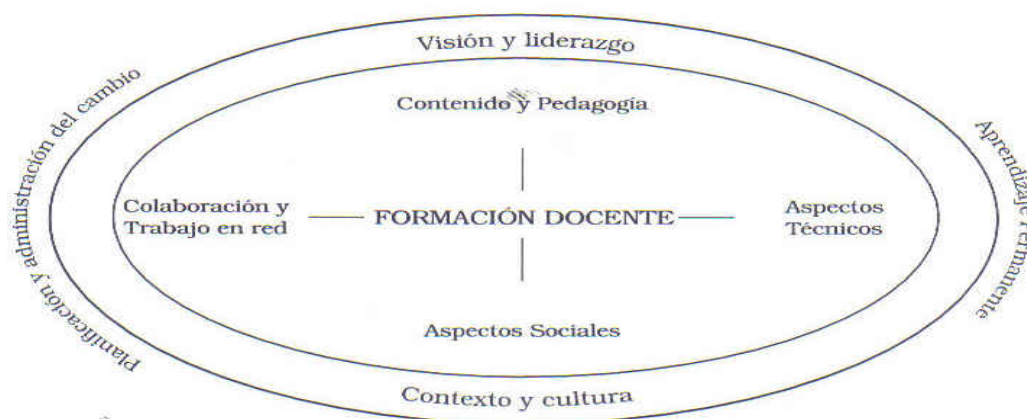 Visión y liderazgo
Contenido y Pedagogía
Planificación y administración del cambio
Colaboración y
Trabajo en red
FORMACIÓN DOCENTE
Aspectos
Técnicos
Aprendizaje Permanente
Aspectos Sociales
Contexto y cultura